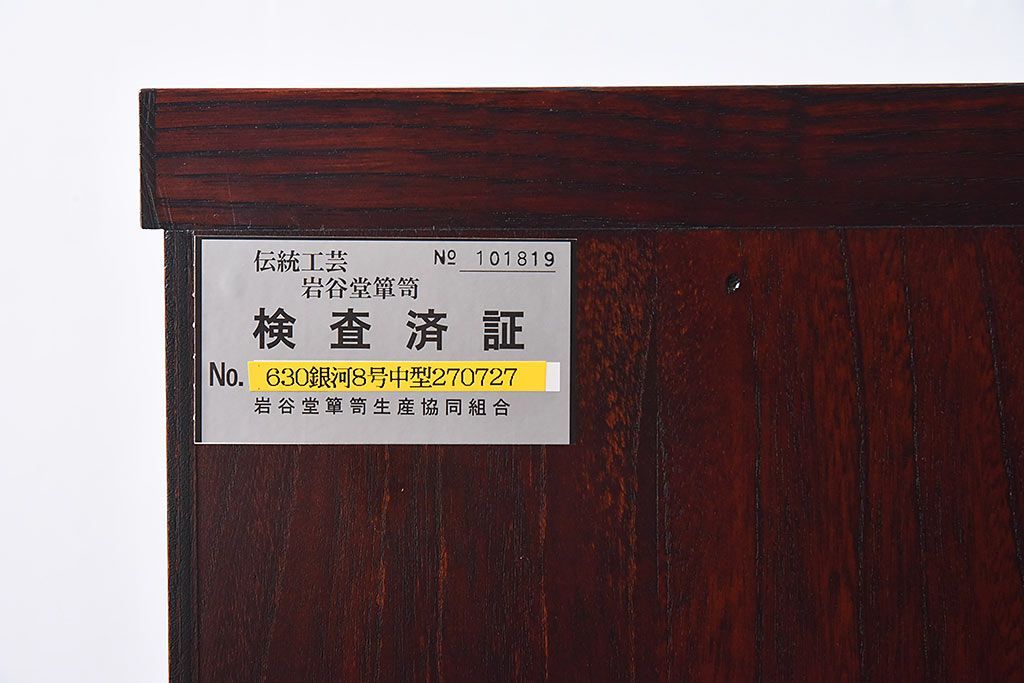 伝統工芸 № 101819
岩谷堂簞笥
検査済証
No. 630銀河8号中型270727
岩谷堂簞笥生産協同組合